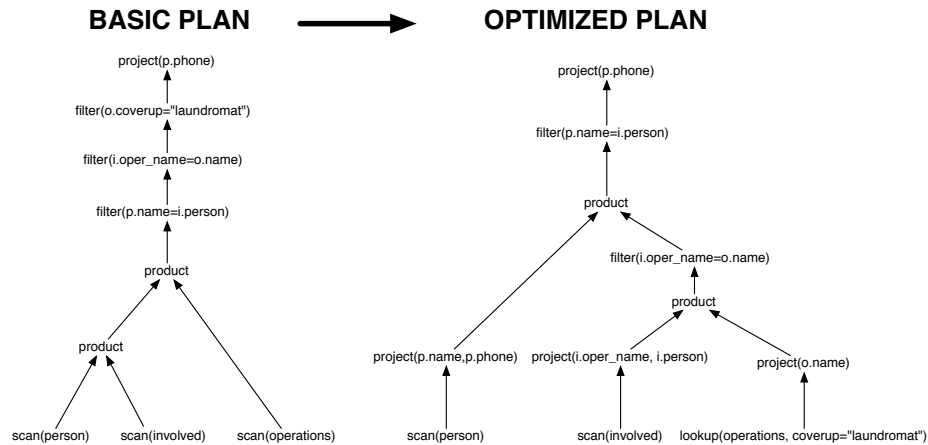 BASIC PLAN
OPTIMIZED PLAN
project(p.phone)
filter(o.coverup="laundromat")
filter(i.oper_name=o.name)
filter(p.name=i.person)
product
product
scan(person)
scan(involved)
scan(operations)
project(p.phone)
filter(p.name=i.person)
product
filter(i.oper_name=o.name)
product
project(p.name,p.phone)
project(i.oper_name, i.person)
project(o.name)
scan(person)
scan(involved)
lookup(operations, coverup="laundromat")